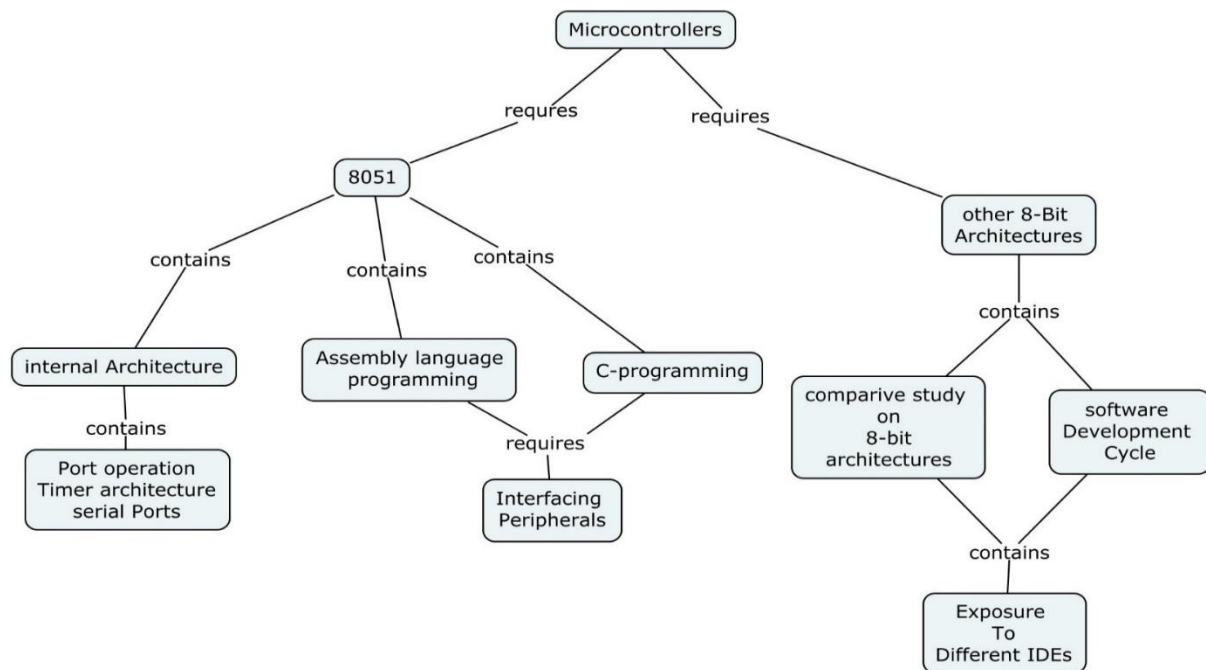 Microcontrollers
requres
requires
8051
other 8-Bit
Architectures
contains
contains
contains
contains
internal Architecture
Assembly language
programming
C-programming
comparive study
on
8-bit
architectures
software
Development
Cycle
contains
requires
Port operation
Timer architecture
serial Ports
Interfacing
Peripherals
contains
Exposure
To
Different IDEs